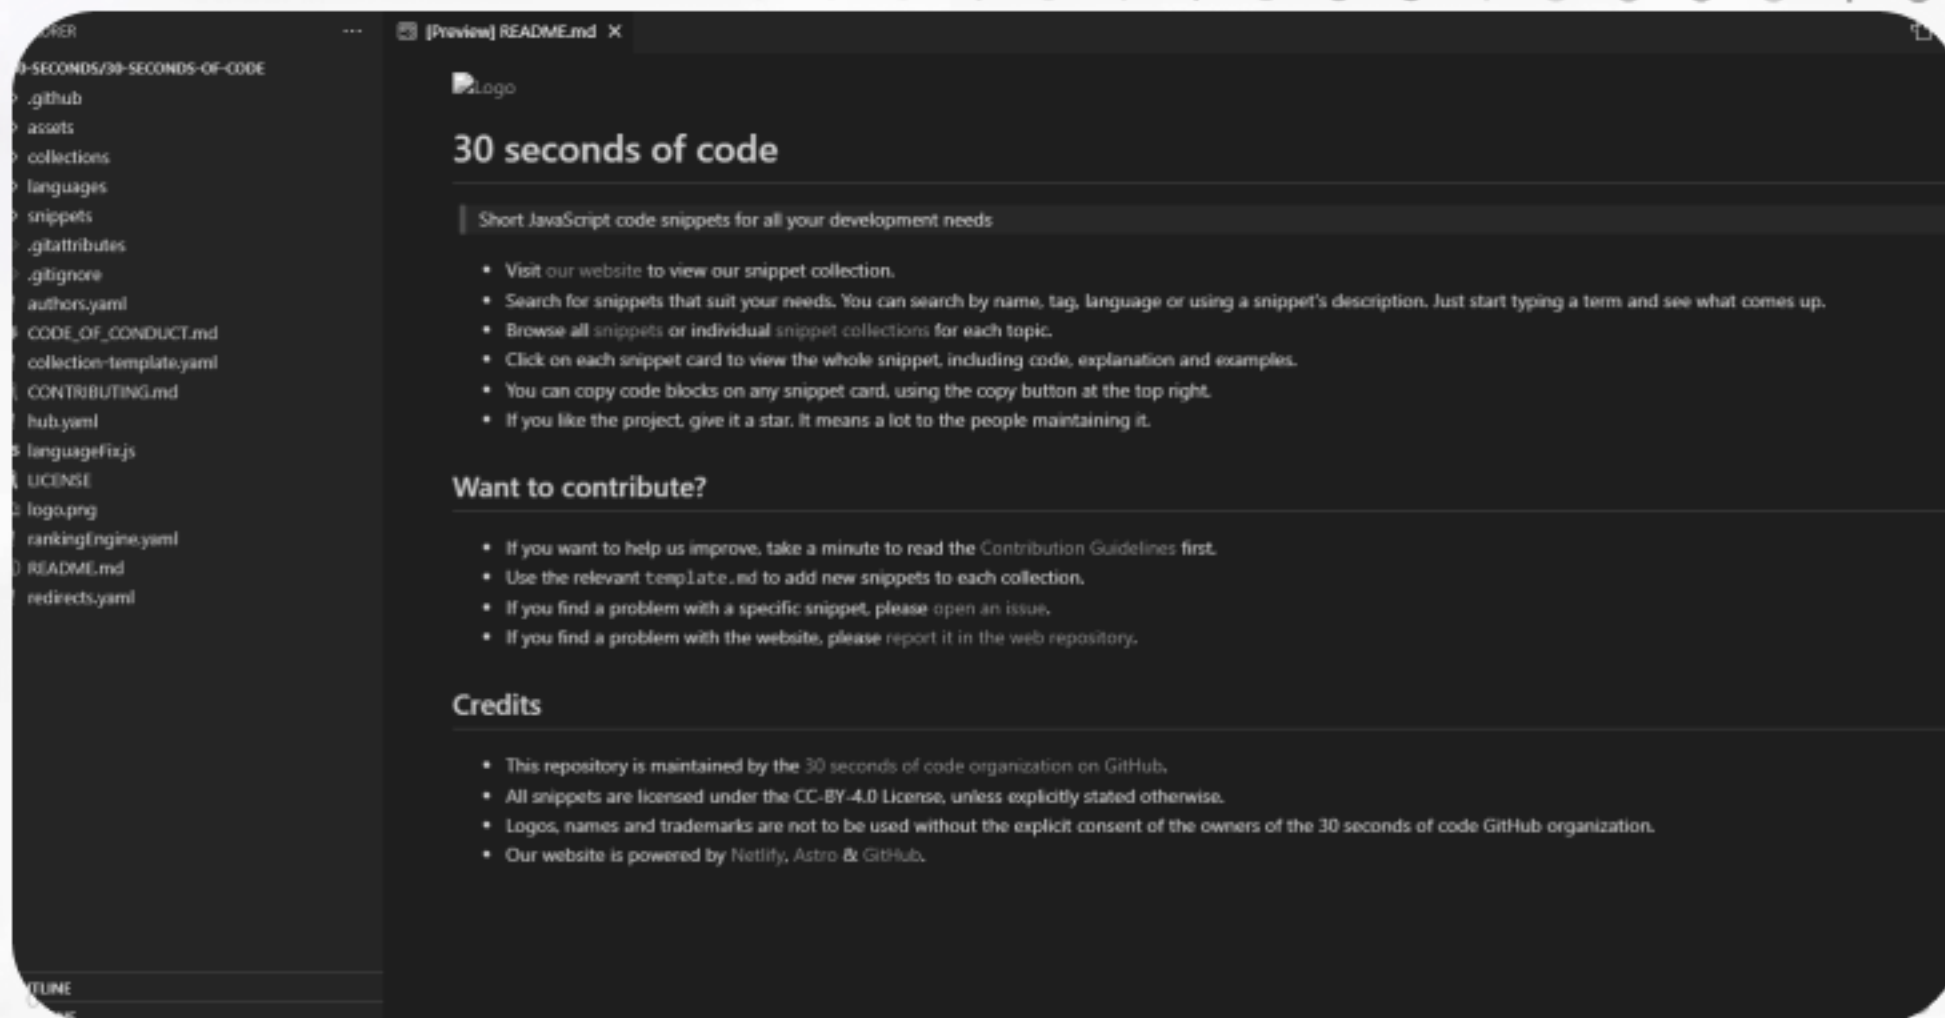 ORER
[Preview] README.md
0-SECONDS/30-SECONDS-OF-CODE
.github
assets
collections
languages
snippets
.gitattributes
.gitignore
authors.yaml
CODE_OF_CONDUCT.md
collection-template.yaml
CONTRIBUTING.md
hub.yaml
languageFix.js
LICENSE
logo.png
rankingEngine.yaml
README.md
redirects.yaml
TLINE
Logo
30 seconds of code
Short JavaScript code snippets for all your development needs
• Visit our website to view our snippet collection.
• Search for snippets that suit your needs. You can search by name, tag, language or using a snippet's description. Just start typing a term and see what comes up.
• Browse all snippets or individual snippet collections for each topic.
• Click on each snippet card to view the whole snippet, including code, explanation and examples.
• You can copy code blocks on any snippet card, using the copy button at the top right.
• If you like the project, give it a star. It means a lot to the people maintaining it.
Want to contribute?
• If you want to help us improve, take a minute to read the Contribution Guidelines first.
• Use the relevant template.md to add new snippets to each collection.
• If you find a problem with a specific snippet, please open an issue.
• If you find a problem with the website, please report it in the web repository.
Credits
• This repository is maintained by the 30 seconds of code organization on GitHub.
• All snippets are licensed under the CC-BY-4.0 License, unless explicitly stated otherwise.
• Logos, names and trademarks are not to be used without the explicit consent of the owners of the 30 seconds of code GitHub organization.
• Our website is powered by Netlify, Astro & GitHub.